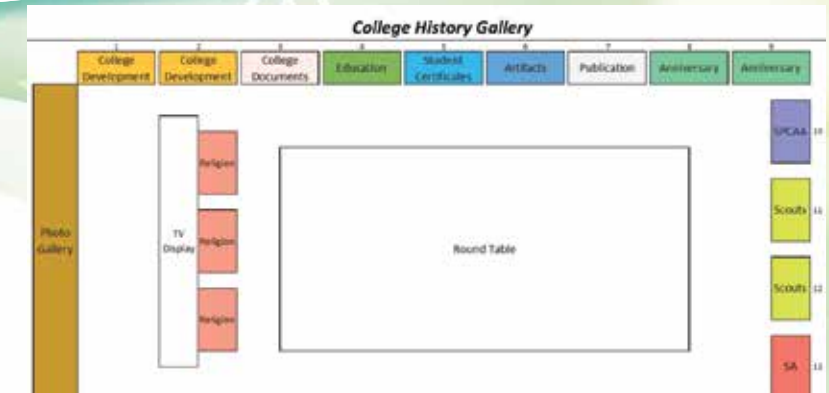 College History Gallery
1 2 3 4 5 6 7 8 9
College Development
College Development
College Documents
Education
Student Certificates
Artifacts
Publication
Anniversary
Anniversary
SPCAA 10
Scouts 11
Scouts 12
SA 13
Photo Gallery
TV Display
Religion
Religion
Religion
Round Table